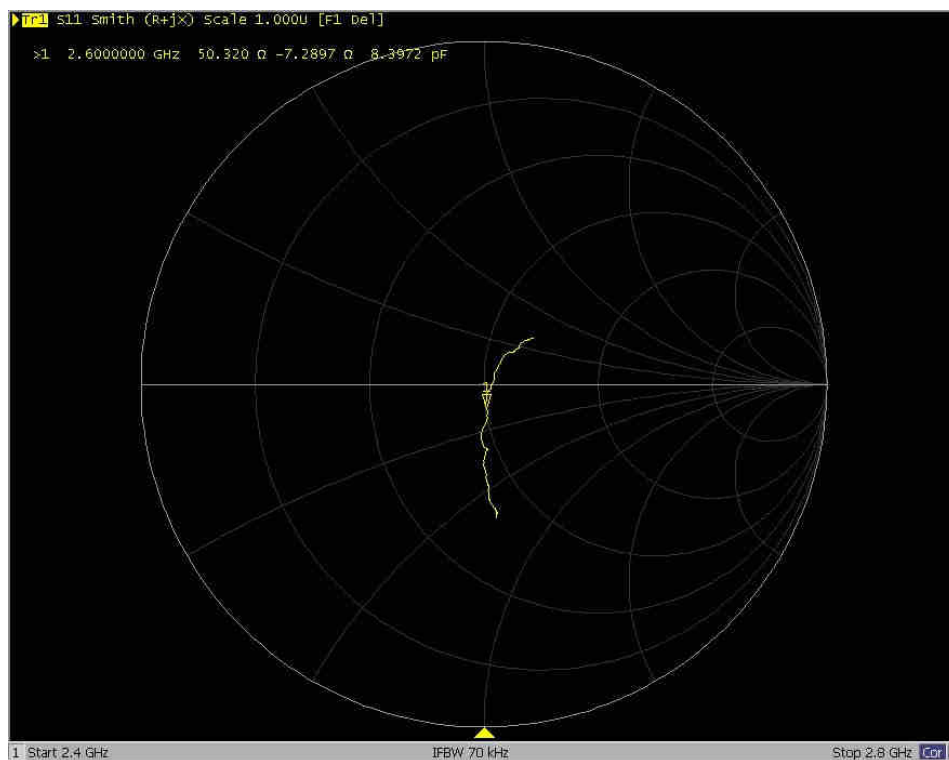 Tr1 S11 Smith (R+jX) Scale 1.000U [F1 Del]
>1 2.6000000 GHz 50.320 Ω -7.2897 Ω 8.3972 pF
1
1 Start 2.4 GHz IFBW 70 kHz Stop 2.8 GHz Cor